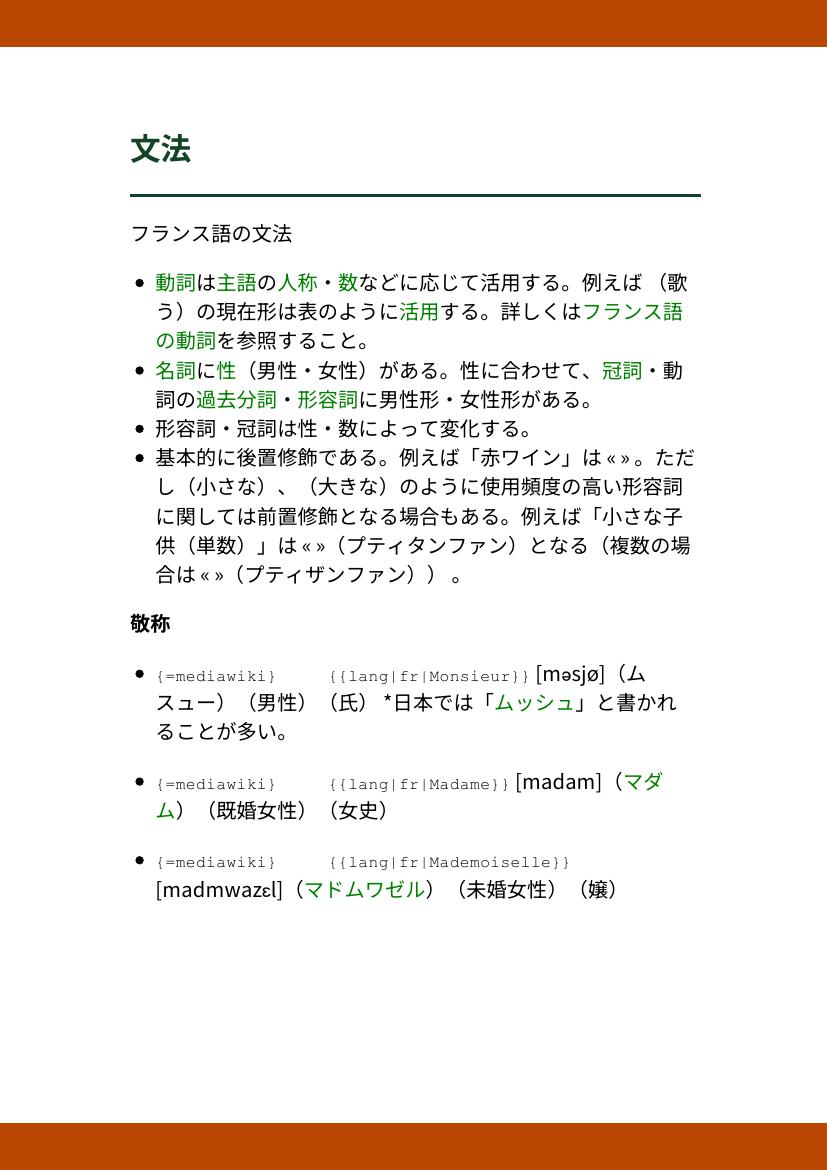 文法
フランス語の文法
• 動詞は主語の人称・数などに応じて活用する。例えば （歌
う）の現在形は表のように活用する。詳しくはフランス語
の動詞を参照すること。
• 名詞に性（男性・女性）がある。性に合わせて、冠詞・動
詞の過去分詞・形容詞に男性形・女性形がある。
• 形容詞・冠詞は性・数によって変化する。
• 基本的に後置修飾である。例えば「赤ワイン」は « » 。ただ
し（小さな）、（大きな）のように使用頻度の高い形容詞
に関しては前置修飾となる場合もある。例えば「小さな子
供（単数）」は « »（プティタンファン）となる（複数の場
合は « »（プティザンファン）） 。
敬称
• {=mediawiki} {{lang|fr|Monsieur}} [məsjø]（ム
スュー）（男性）（氏） *日本では「ムッシュ」と書かれ
ることが多い。
• {=mediawiki} {{lang|fr|Madame}} [madam]（マダ
ム）（既婚女性）（女史）
• {=mediawiki} {{lang|fr|Mademoiselle}}
[madmwazɛl]（マドムワゼル）（未婚女性）（嬢）